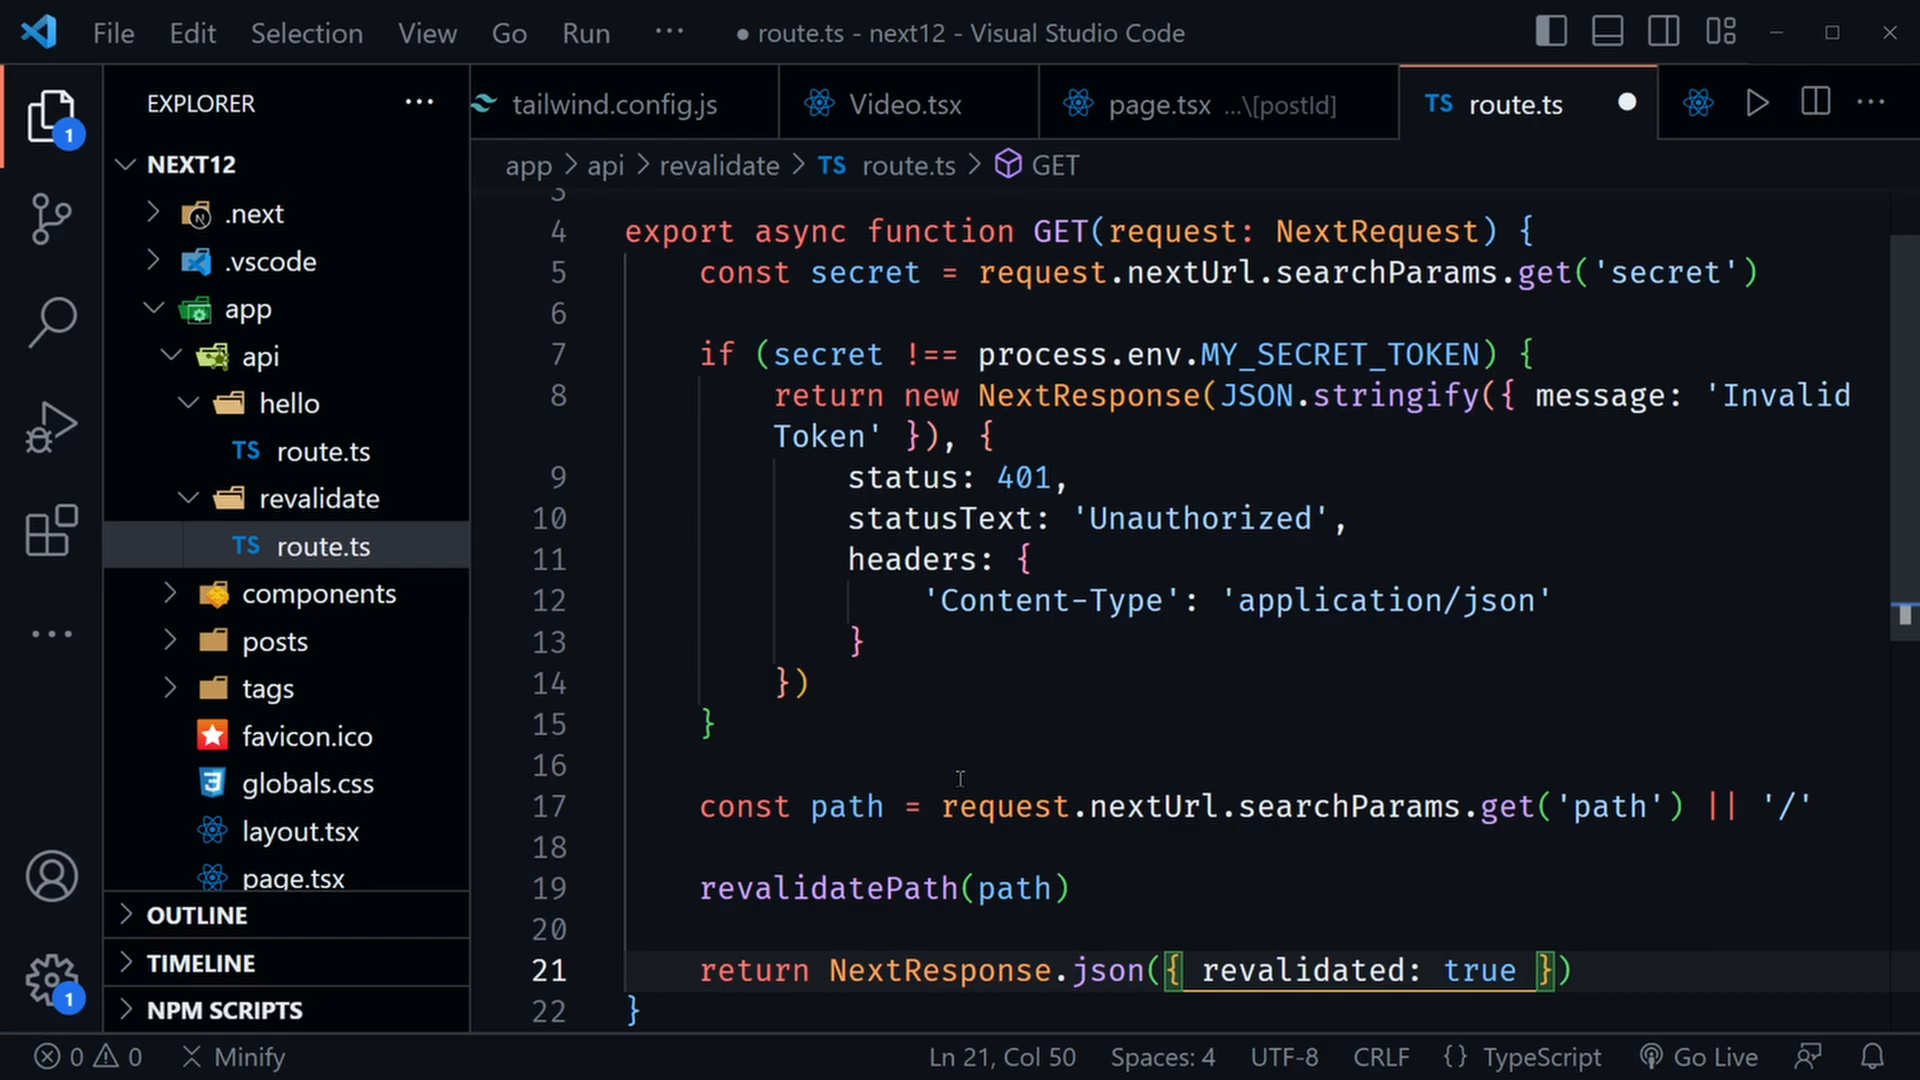 File Edit Selection View Go Run ··· ● route.ts - next12 - Visual Studio Code
EXPLORER ···
tailwind.config.js Video.tsx page.tsx ...\[postId] TS route.ts ···
app > api > revalidate > TS route.ts > GET
1
NEXT12
.next
.vscode
app
api
hello
TS route.ts
revalidate
TS route.ts
components
posts
tags
favicon.ico
globals.css
layout.tsx
page.tsx
OUTLINE
TIMELINE
NPM SCRIPTS
1
3
4 export async function GET(request: NextRequest) {
5 const secret = request.nextUrl.searchParams.get('secret')
6
7 if (secret !== process.env.MY_SECRET_TOKEN) {
8 return new NextResponse(JSON.stringify({ message: 'Invalid
Token' }), {
9 status: 401,
10 statusText: 'Unauthorized',
11 headers: {
12 'Content-Type': 'application/json'
13 }
14 })
15 }
16
17 const path = request.nextUrl.searchParams.get('path') || '/'
18
19 revalidatePath(path)
20
21 return NextResponse.json({ revalidated: true })
22 }
0 0 Minify Ln 21, Col 50 Spaces: 4 UTF-8 CRLF {} TypeScript Go Live